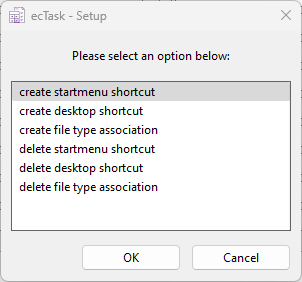 ecTask - Setup
Please select an option below:
create startmenu shortcut
create desktop shortcut
create file type association
delete startmenu shortcut
delete desktop shortcut
delete file type association
OK Cancel